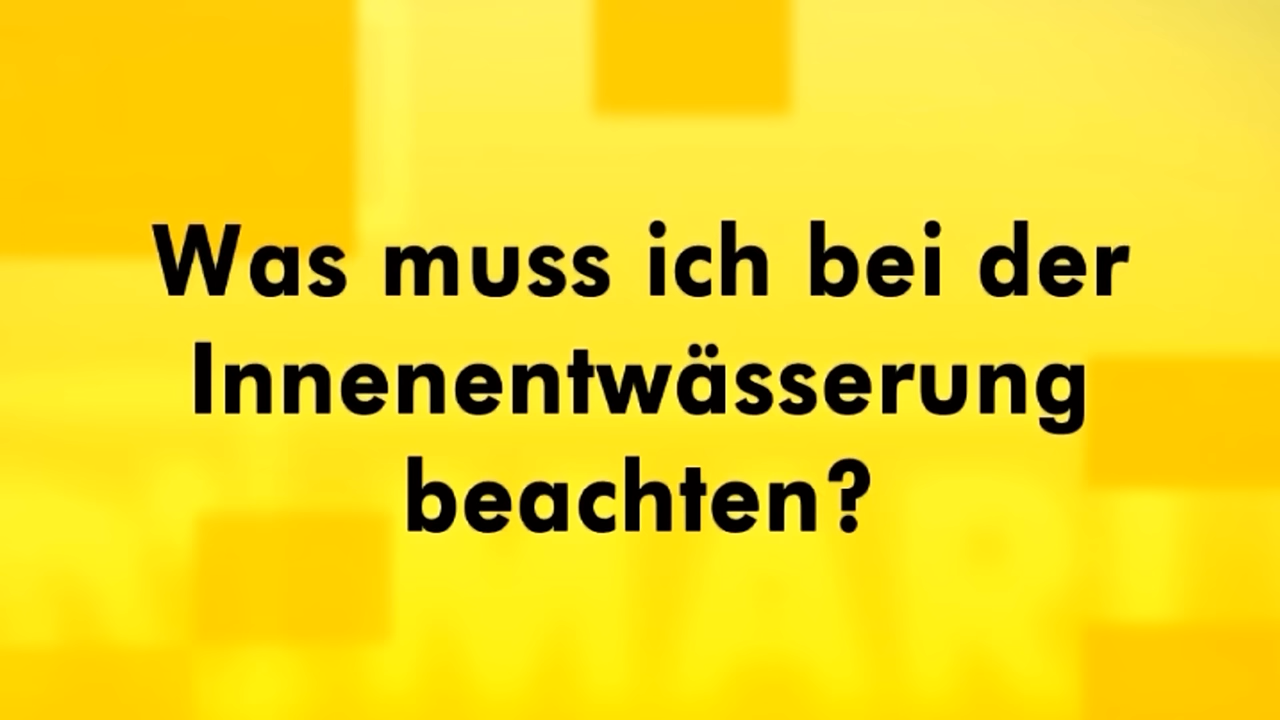 Was muss ich bei der
Innenentwässerung
beachten?